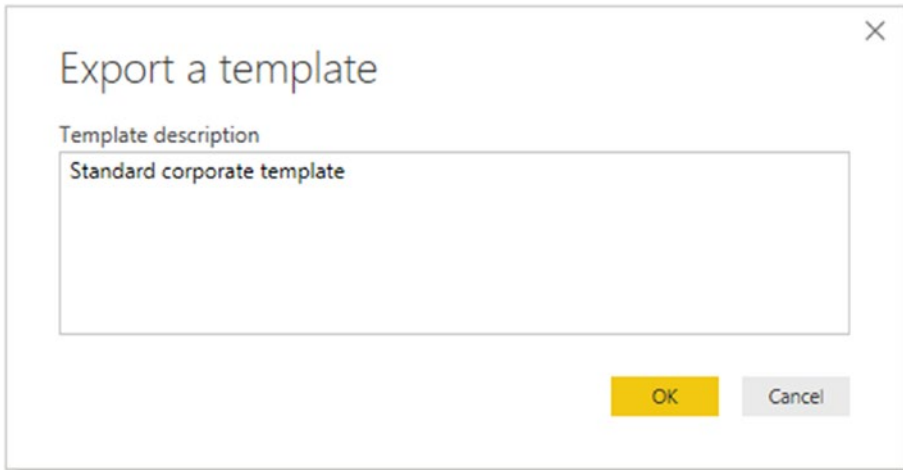 Export a template
Template description
Standard corporate template
OK
Cancel